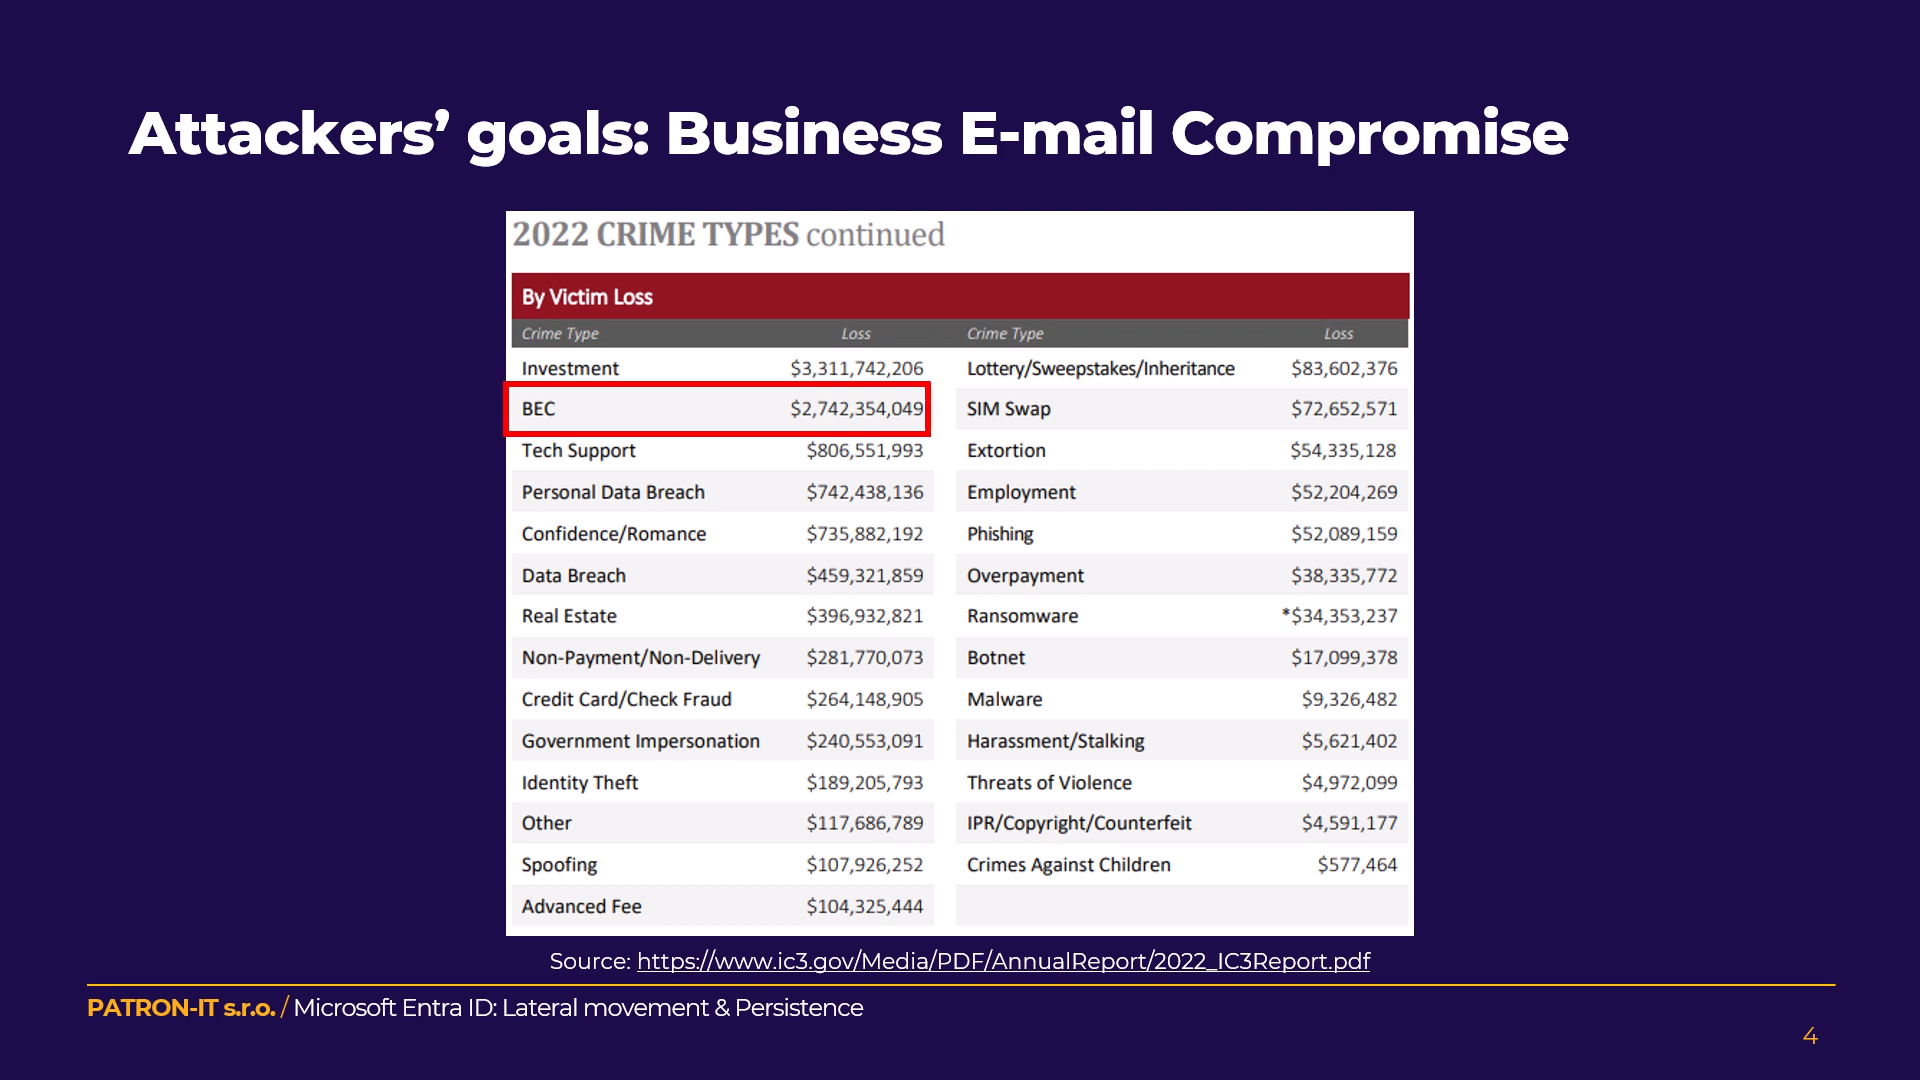 Attackers’ goals: Business E-mail Compromise
2022 CRIME TYPES continued
By Victim Loss
Crime Type Loss Crime Type Loss
Investment $3,311,742,206 Lottery/Sweepstakes/Inheritance $83,602,376
BEC $2,742,354,049 SIM Swap $72,652,571
Tech Support $806,551,993 Extortion $54,335,128
Personal Data Breach $742,438,136 Employment $52,204,269
Confidence/Romance $735,882,192 Phishing $52,089,159
Data Breach $459,321,859 Overpayment $38,335,772
Real Estate $396,932,821 Ransomware *$34,353,237
Non-Payment/Non-Delivery $281,770,073 Botnet $17,099,378
Credit Card/Check Fraud $264,148,905 Malware $9,326,482
Government Impersonation $240,553,091 Harassment/Stalking $5,621,402
Identity Theft $189,205,793 Threats of Violence $4,972,099
Other $117,686,789 IPR/Copyright/Counterfeit $4,591,177
Spoofing $107,926,252 Crimes Against Children $577,464
Advanced Fee $104,325,444
Source: https://www.ic3.gov/Media/PDF/AnnualReport/2022_IC3Report.pdf
PATRON-IT s.r.o. / Microsoft Entra ID: Lateral movement & Persistence
4